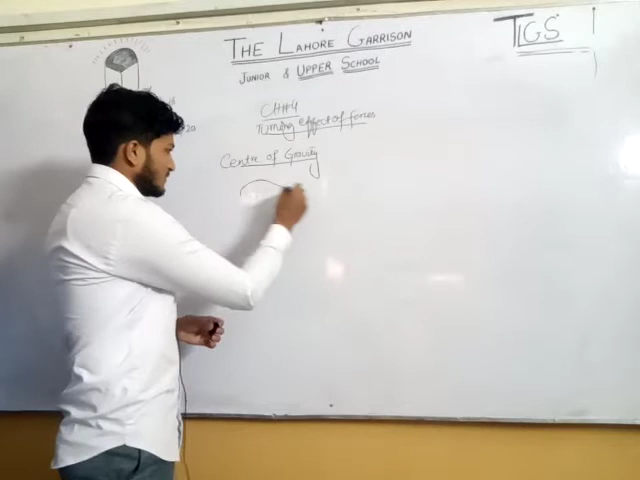 THE LAHORE GARRISON
JUNIOR & UPPER SCHOOL
TLGS
CH#4
Turning effect of forces
Centre of Gravity